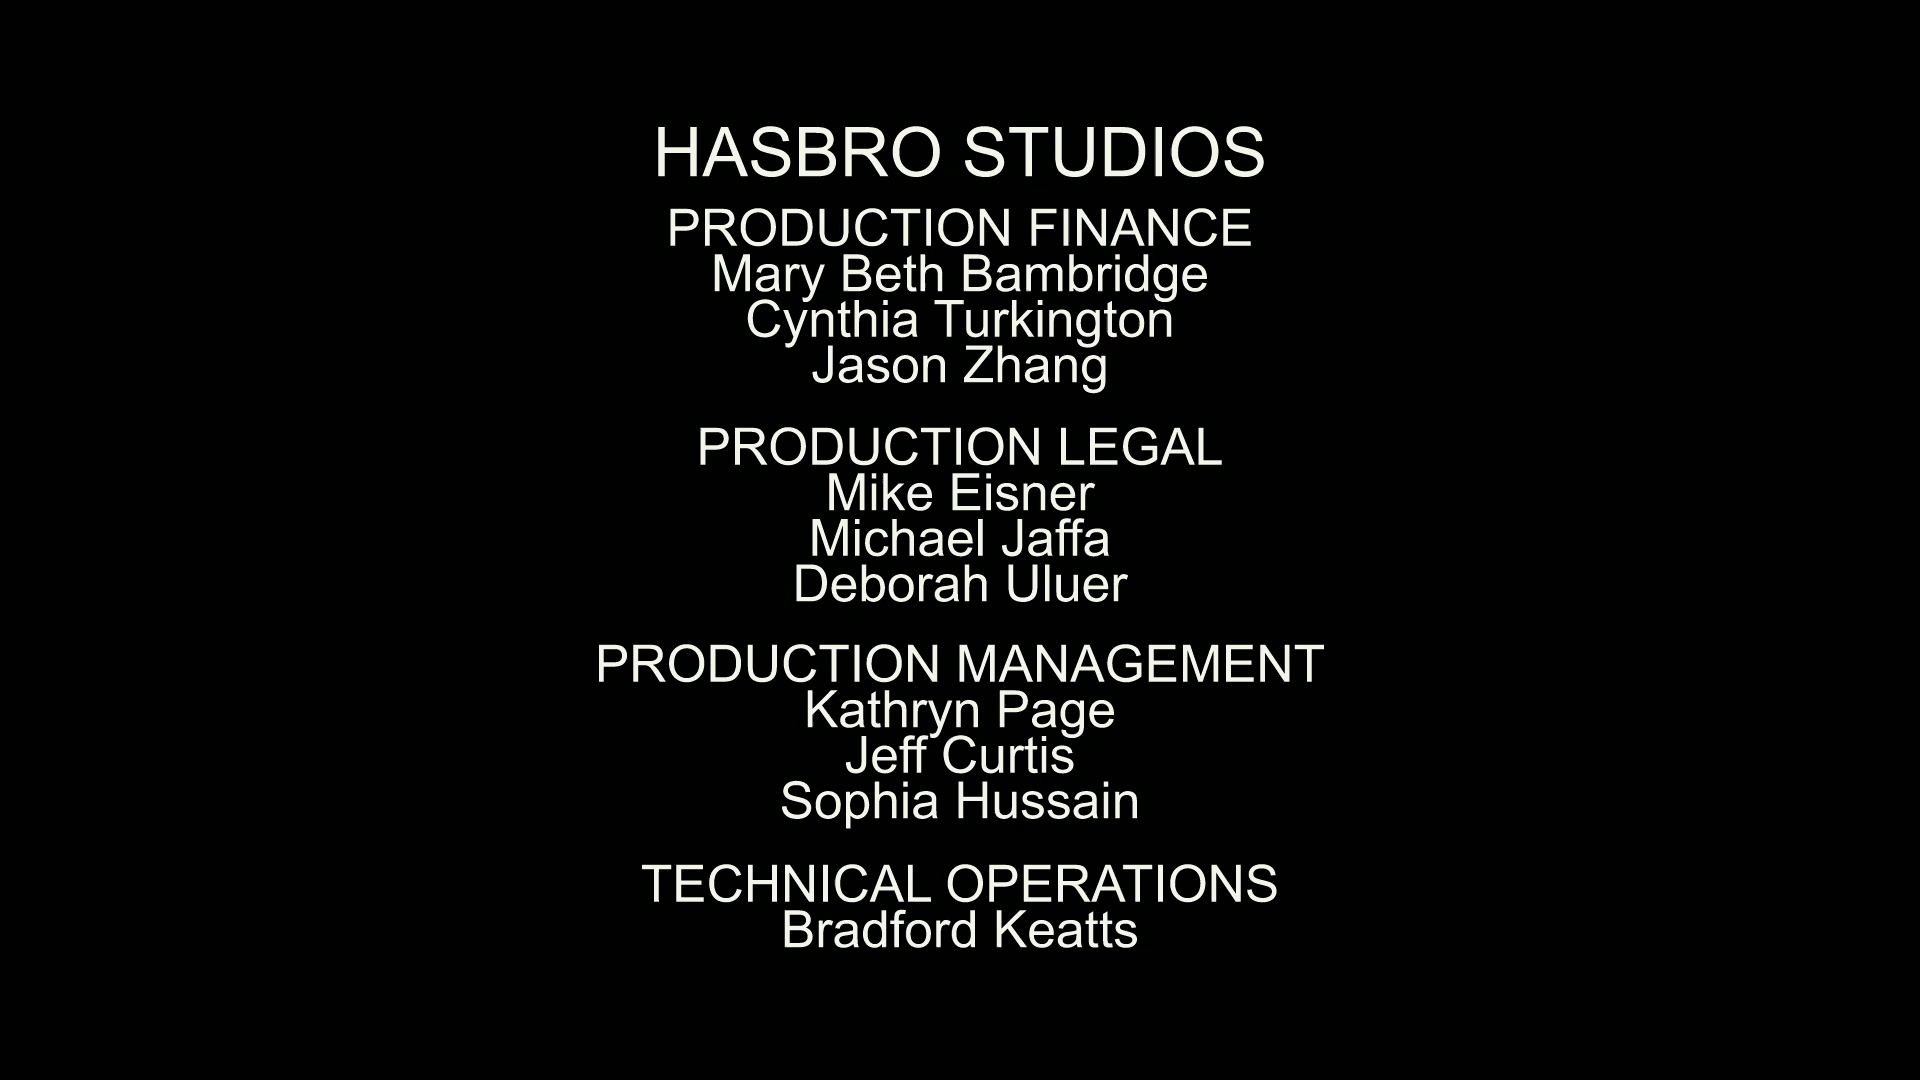 HASBRO STUDIOS
PRODUCTION FINANCE
Mary Beth Bambridge
Cynthia Turkington
Jason Zhang
PRODUCTION LEGAL
Mike Eisner
Michael Jaffa
Deborah Uluer
PRODUCTION MANAGEMENT
Kathryn Page
Jeff Curtis
Sophia Hussain
TECHNICAL OPERATIONS
Bradford Keatts